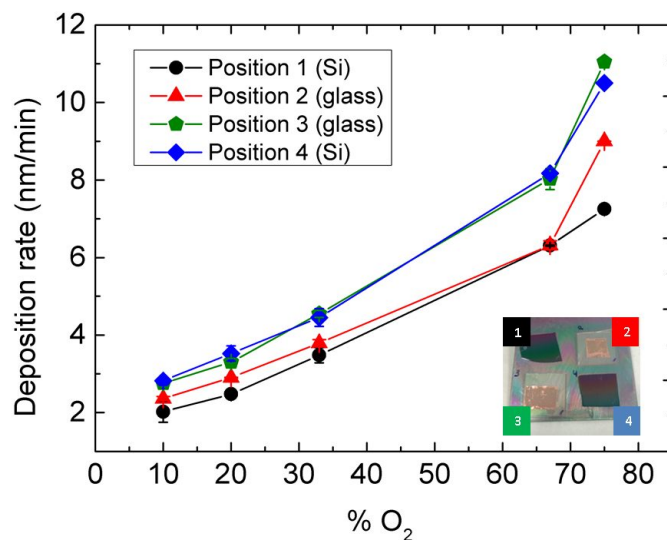 12
10
8
6
4
2
Deposition rate (nm/min)
Position 1 (Si)
Position 2 (glass)
Position 3 (glass)
Position 4 (Si)
1
2
3
4
0 10 20 30 40 50 60 70 80
% O₂